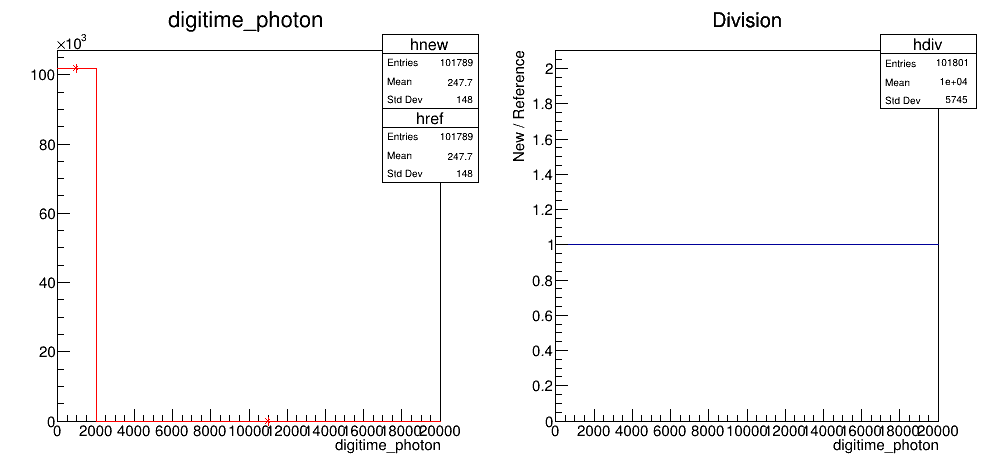 digitime_photon
×10³
hnew
Entries 101789
Mean 247.7
Std Dev 148
href
Entries 101789
Mean 247.7
Std Dev 148
100
80
60
40
20
0
0 2000 4000 6000 8000 10000 12000 14000 16000 18000 20000
digitime_photon
Division
hdiv
Entries 101801
Mean 1e+04
Std Dev 5745
New / Reference
2
1.8
1.6
1.4
1.2
1
0.8
0.6
0.4
0.2
0
0 2000 4000 6000 8000 10000 12000 14000 16000 18000 20000
digitime_photon